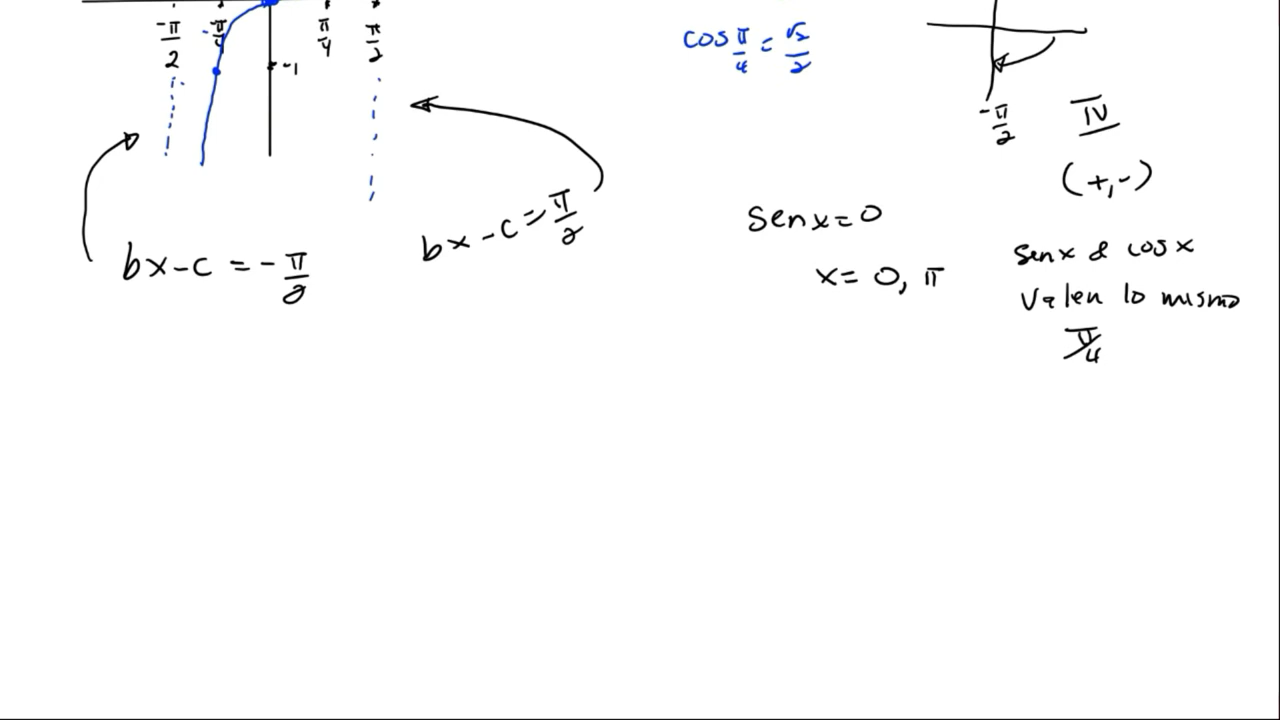 -π/2 -π/4 π/4 π/2
-1
cos π/4 = √2/2
-π/2
IV
(+,-)
bx-c = -π/2
bx-c = π/2
sen x = 0
x = 0, π
sen x & cos x
valen lo mismo
π/4